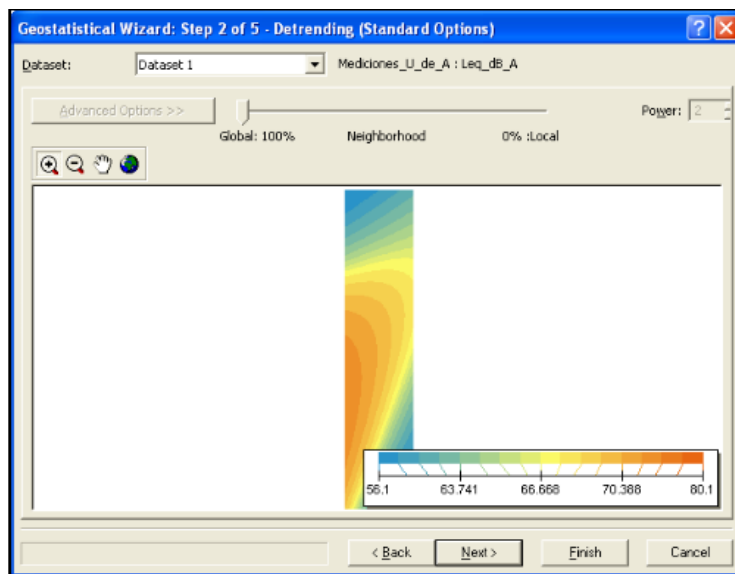 Geostatistical Wizard: Step 2 of 5 - Detrending (Standard Options)
Dataset: Dataset 1 Mediciones_U_de_A : Leq_dB_A
Advanced Options >> Power: 2
Global: 100% Neighborhood 0% :Local
56.1 63.741 66.668 70.388 80.1
< Back Next > Finish Cancel